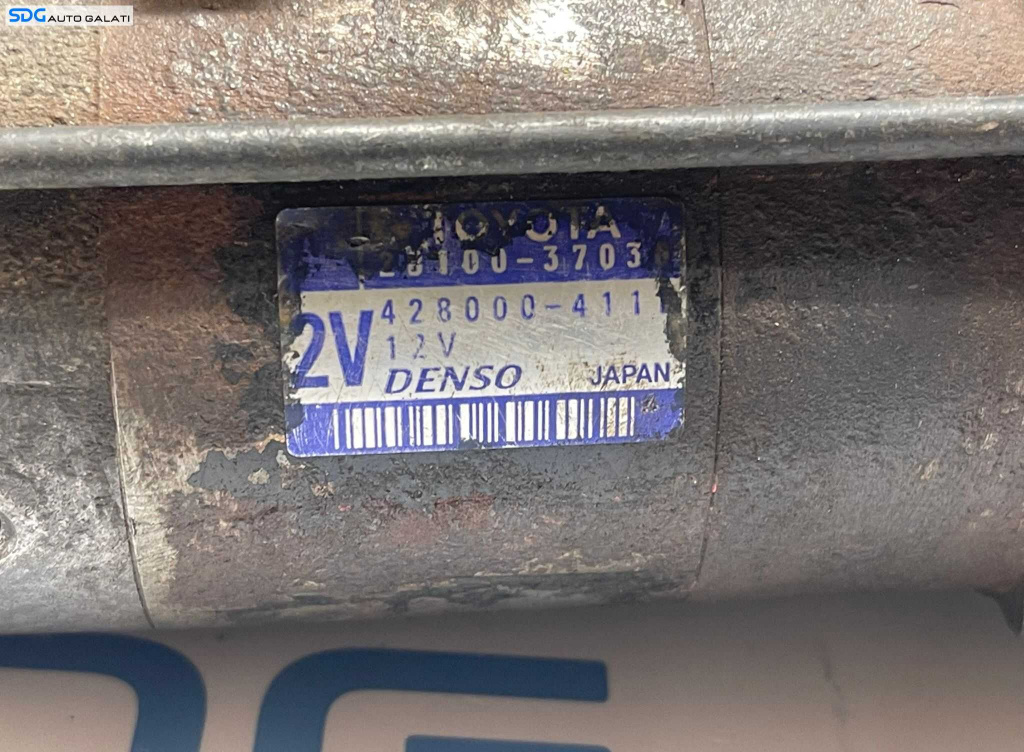 SDG AUTO GALATI
TOYOTA
28100-3703
428000-411
2V
12V
DENSO JAPAN